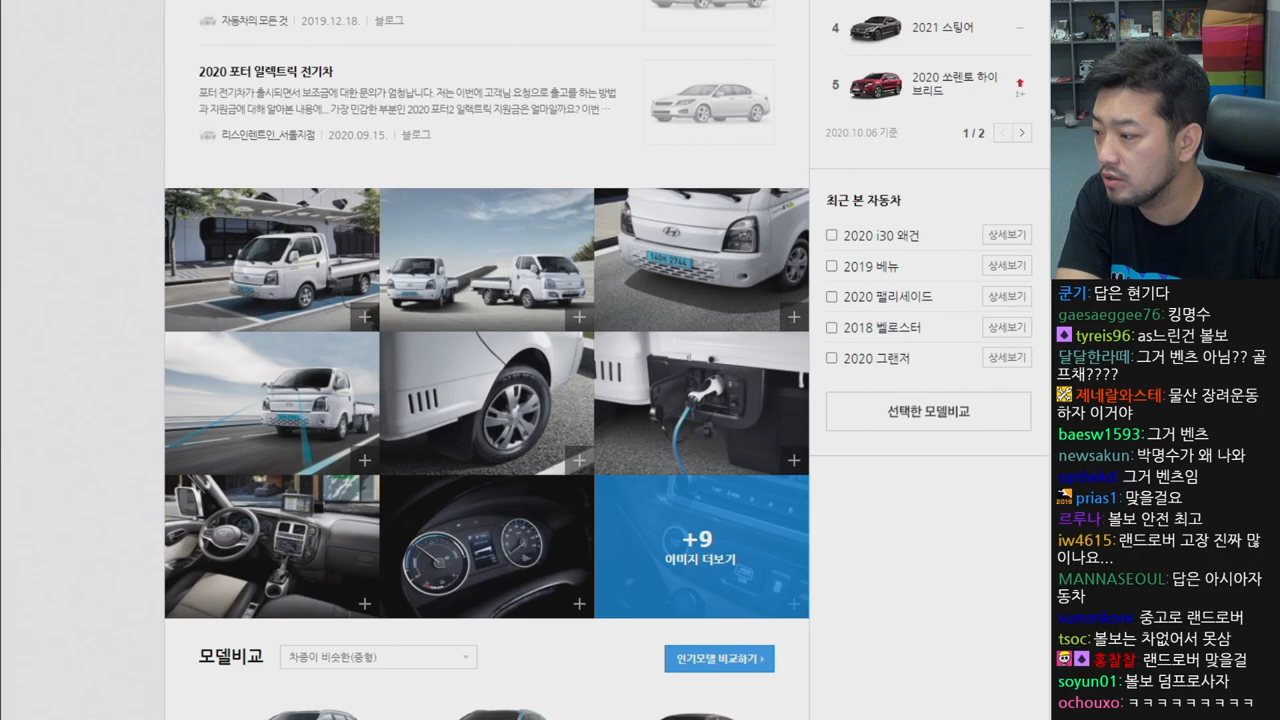 자동차의 모든 것 | 2019.12.18. | 블로그
2020 포터 일렉트릭 전기차
포터 전기차가 출시되면서 보조금에 대한 문의가 엄청납니다. 저는 이번에 고객님 요청으로 출고를 하는 방법
과 지원금에 대해 알아본 내용에... 가장 민감한 부분인 2020 포터2 일렉트릭 지원금은 얼마일까요? 이번 …
리스인렌트인_서울지점 | 2020.09.15. | 블로그
+9
이미지 더보기
모델비교
차종이 비슷한(중형)
인기모델 비교하기
4 2021 스팅어 –
5 2020 쏘렌토 하이
브리드
1+
2020.10.06 기준
1 / 2
최근 본 자동차
2020 i30 왜건 상세보기
2019 베뉴 상세보기
2020 팰리세이드 상세보기
2018 벨로스터 상세보기
2020 그랜저 상세보기
선택한 모델비교
쿤기: 답은 현기다
gaesaeggee76: 킹명수
tyreis96: as느린건 볼보
달달한라떼: 그거 벤츠 아님?? 골
프채????
제네랄와스테: 물산 장려운동
하자 이거야
baesw1593: 그거 벤츠
newsakun: 박명수가 왜 나와
그거 벤츠임
prias1: 맞을걸요
르루나: 볼보 안전 최고
iw4615: 랜드로버 고장 진짜 많
이나요...
MANNASEOUL: 답은 아시아자
동차
중고로 랜드로버
tsoc: 볼보는 차없어서 못삼
홍찰찰: 랜드로버 맞을걸
soyun01: 볼보 덤프로사자
ochouxo: ㅋㅋㅋㅋㅋㅋㅋㅋㅋ